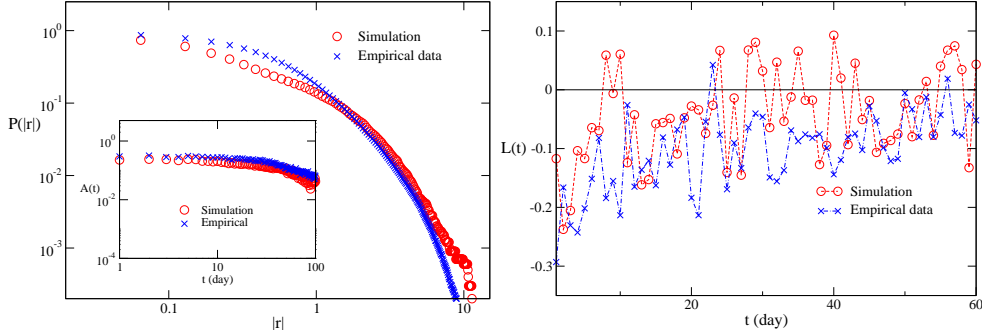 10^0
10^-1
10^-2
10^-3
P(|r|)
Simulation
Empirical data
10^0
10^-2
10^-4
A(t)
Simulation
Empirical
1
10
100
t (day)
0.1
1
10
|r|
0.1
0
-0.1
-0.2
-0.3
L(t)
Simulation
Empirical data
20
40
60
t (day)